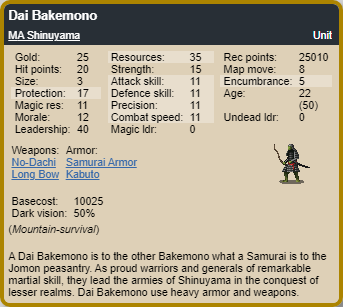 Dai Bakemono
MA Shinuyama Unit
Gold: 25 Resources: 35 Rec points: 25010
Hit points: 20 Strength: 15 Map move: 8
Size: 3 Attack skill: 11 Encumbrance: 5
Protection: 17 Defence skill: 11 Age: 22
Magic res: 11 Precision: 11 (50)
Morale: 12 Combat speed: 11 Undead ldr: 0
Leadership: 40 Magic ldr: 0
Weapons: Armor:
No-Dachi Samurai Armor
Long Bow Kabuto
Basecost: 10025
Dark vision: 50%
(Mountain-survival)
A Dai Bakemono is to the other Bakemono what a Samurai is to the
Jomon peasantry. As proud warriors and generals of remarkable
martial skill, they lead the armies of Shinuyama in the conquest of
lesser realms. Dai Bakemono use heavy armor and weapons.